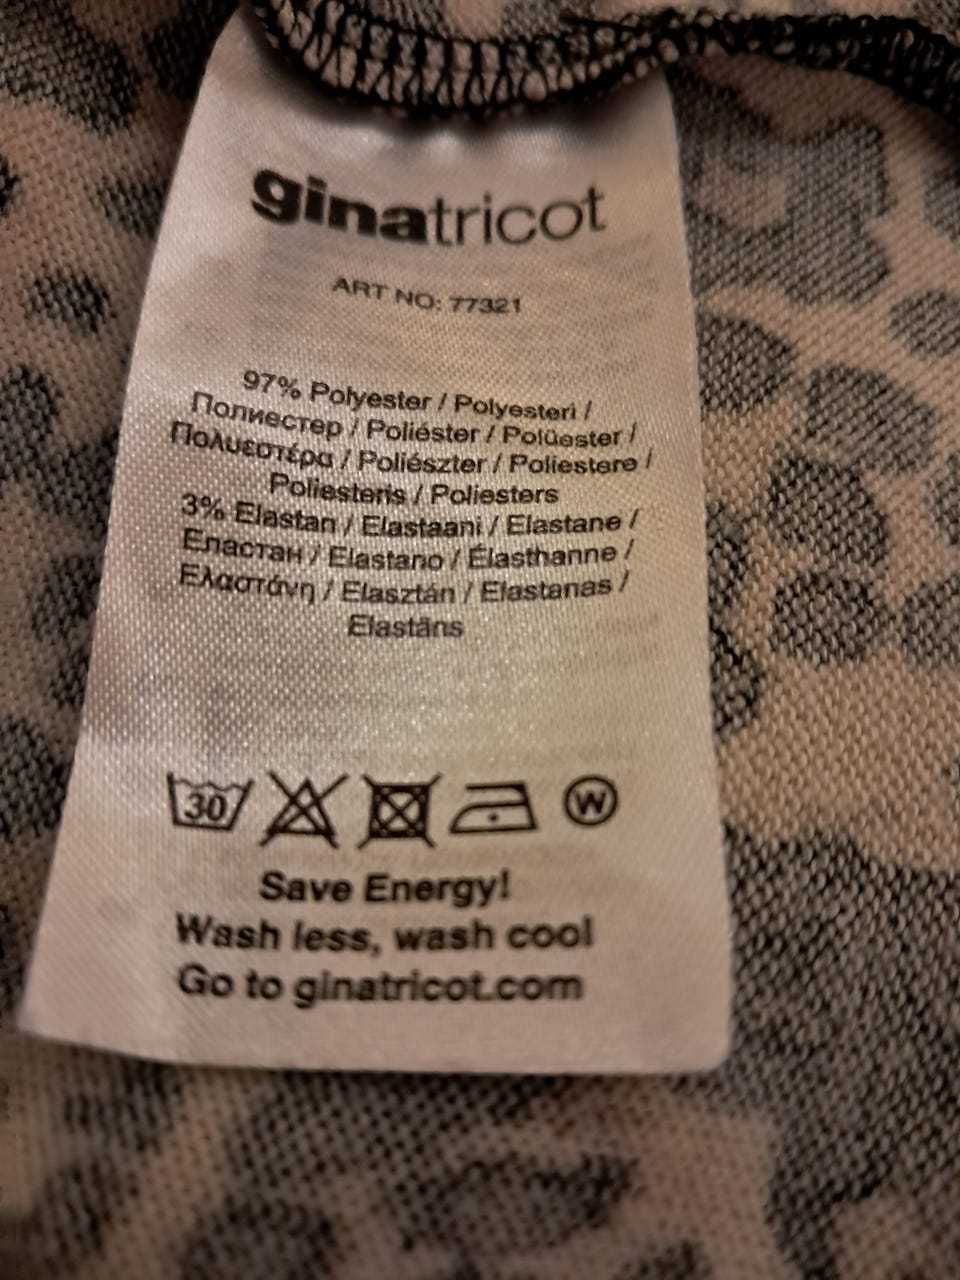 ginatricot
ART NO: 77321
97% Polyester / Polyesteri /
Полиестер / Poliéster / Polüester /
Πολυεστέρα / Poliészter / Poliestere /
Poliesteris / Poliesters
3% Elastan / Elastaani / Elastane /
Еластан / Elastano / Élasthanne /
Ελαστάνη / Elasztán / Elastanas /
Elastāns
30 W
Save Energy!
Wash less, wash cool
Go to ginatricot.com